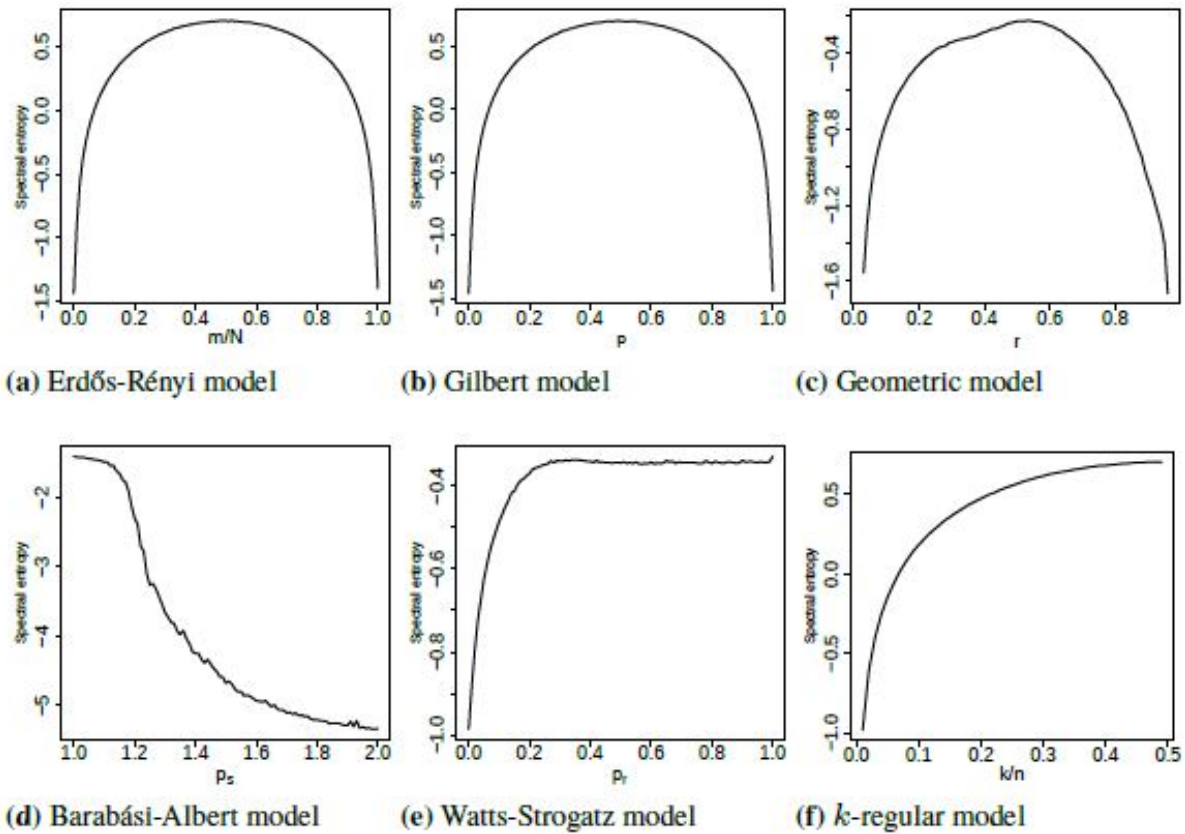 Spectral entropy
0.5
0.0
−0.5
−1.0
−1.5
0.0 0.2 0.4 0.6 0.8 1.0
m/N
(a) Erdős-Rényi model
Spectral entropy
0.5
0.0
−0.5
−1.0
−1.5
0.0 0.2 0.4 0.6 0.8 1.0
p
(b) Gilbert model
Spectral entropy
−0.4
−0.8
−1.2
−1.6
0.0 0.2 0.4 0.6 0.8
r
(c) Geometric model
Spectral entropy
−2
−3
−4
−5
1.0 1.2 1.4 1.6 1.8 2.0
ps
(d) Barabási-Albert model
Spectral entropy
−0.4
−0.6
−0.8
−1.0
0.0 0.2 0.4 0.6 0.8 1.0
pr
(e) Watts-Strogatz model
Spectral entropy
0.5
0.0
−0.5
−1.0
0.0 0.1 0.2 0.3 0.4 0.5
k/n
(f) k-regular model